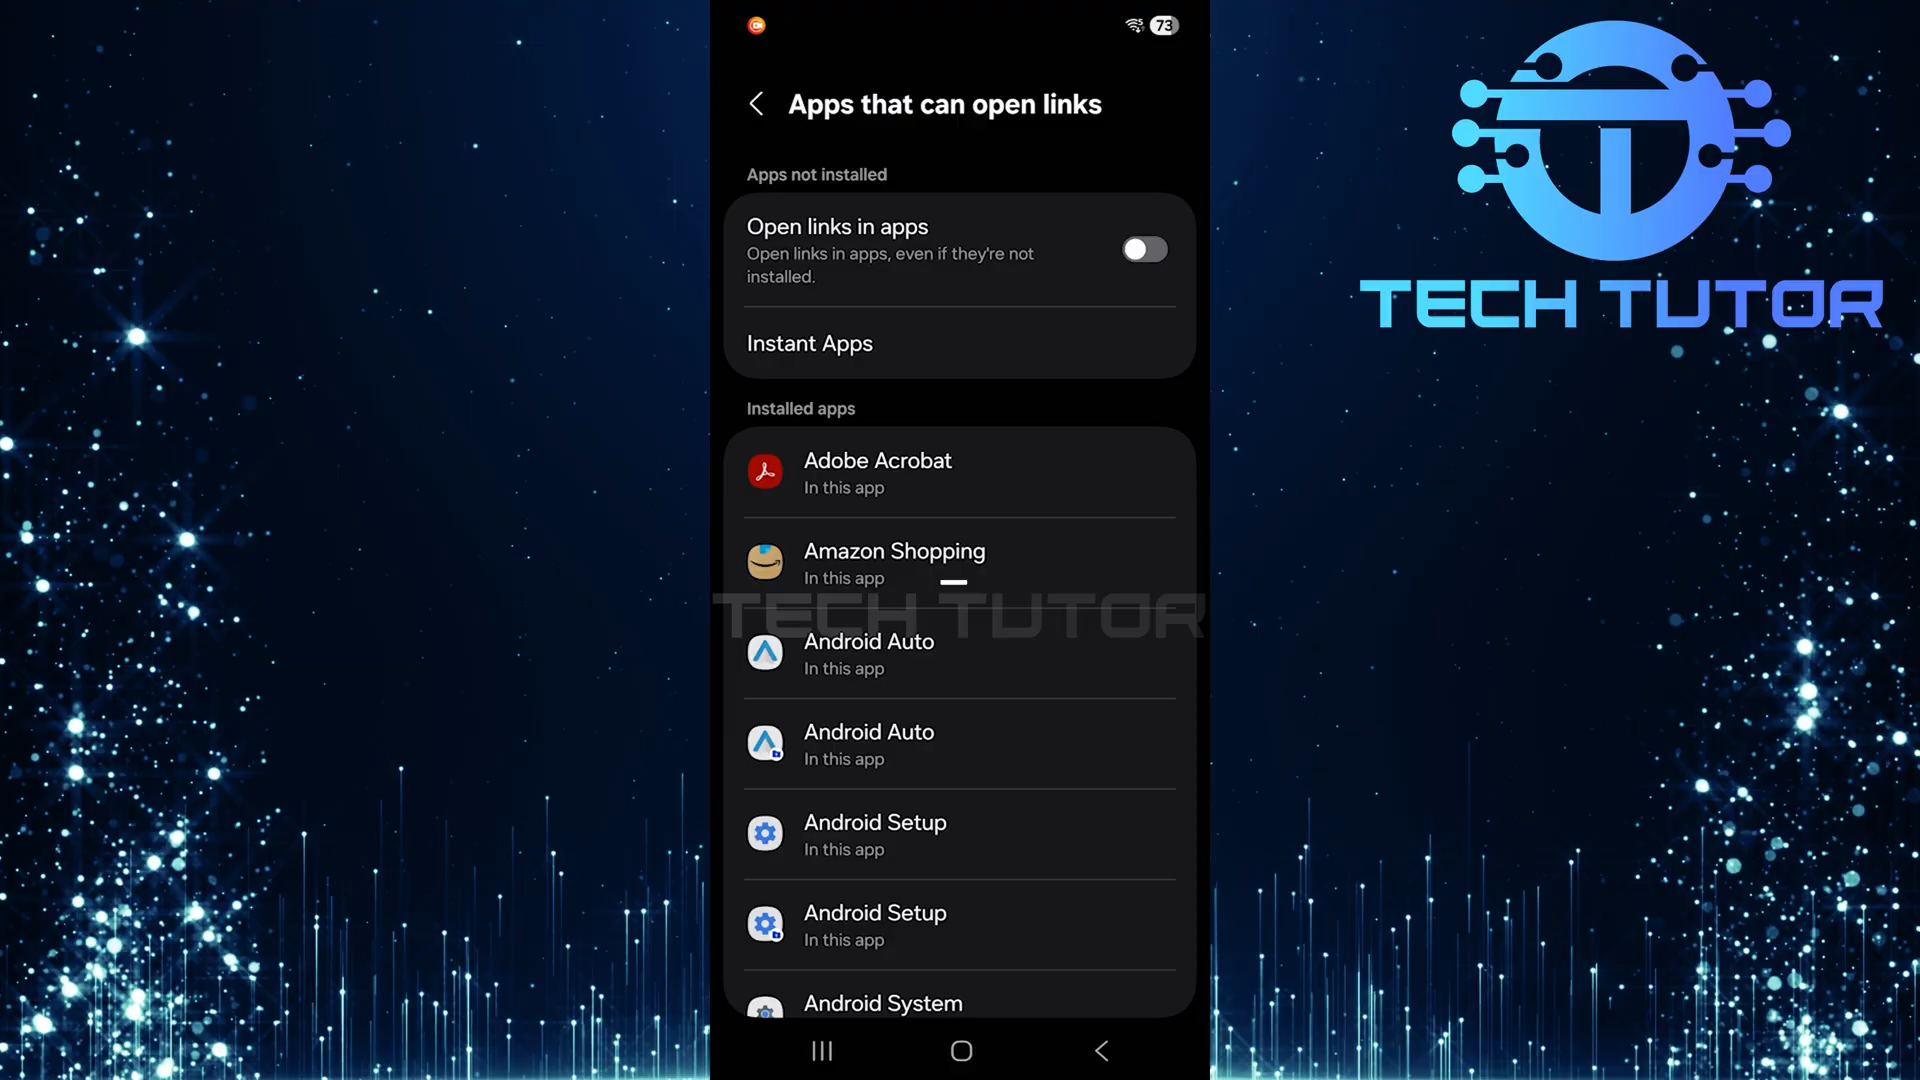 73
Apps that can open links
Apps not installed
Open links in apps
Open links in apps, even if they're not
installed.
Instant Apps
Installed apps
Adobe Acrobat
In this app
Amazon Shopping
In this app
TECH TUTOR
Android Auto
In this app
Android Auto
In this app
Android Setup
In this app
Android Setup
In this app
Android System
TECH TUTOR